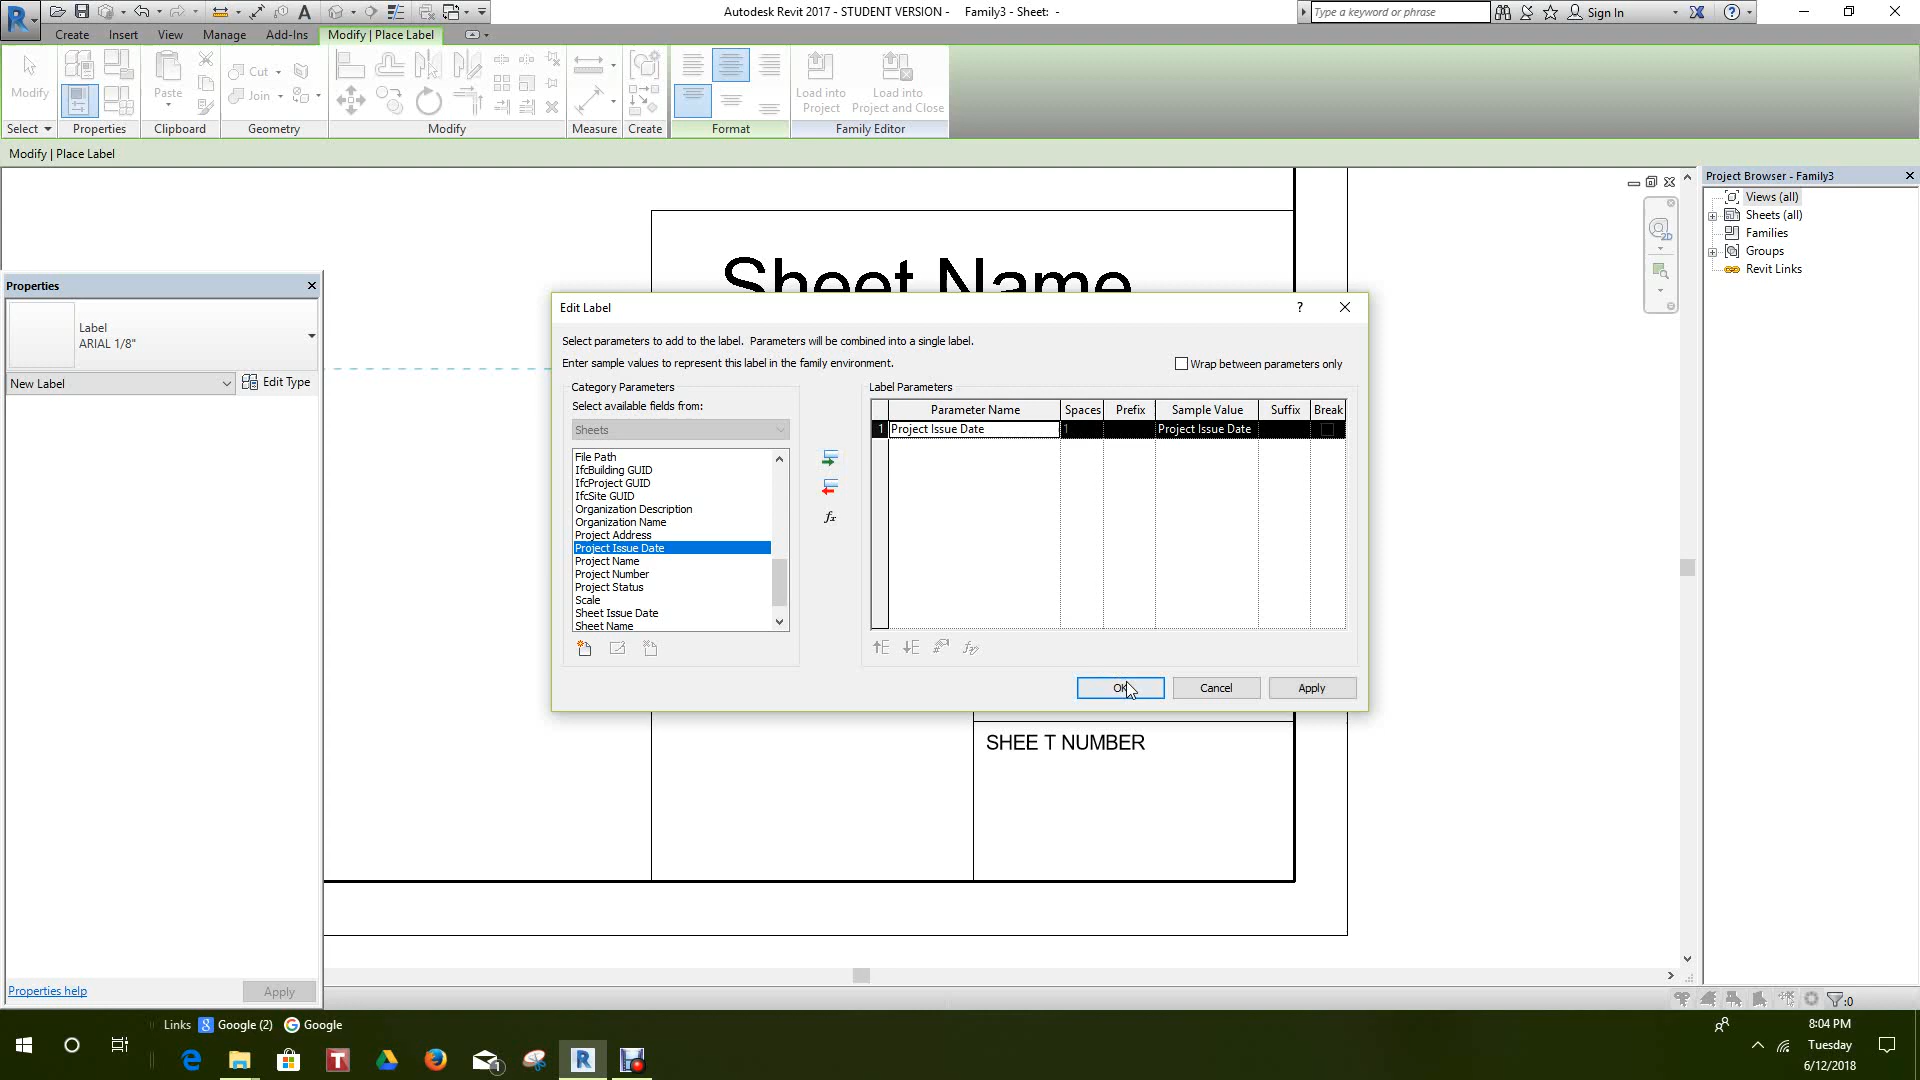 Autodesk Revit 2017 - STUDENT VERSION - Family3 - Sheet: -
Type a keyword or phrase
Sign In
Create Insert View Manage Add-Ins Modify | Place Label
Modify
Paste
Cut
Join
Load into Project
Load into Project and Close
Select Properties Clipboard Geometry Modify Measure Create Format Family Editor
Modify | Place Label
Project Browser - Family3
Views (all)
Sheets (all)
Families
Groups
Revit Links
Properties
Label
ARIAL 1/8"
New Label
Edit Type
Properties help
Apply
Sheet Name
Edit Label
Select parameters to add to the label. Parameters will be combined into a single label.
Enter sample values to represent this label in the family environment.
Wrap between parameters only
Category Parameters
Select available fields from:
Sheets
File Path
IfcBuilding GUID
IfcProject GUID
IfcSite GUID
Organization Description
Organization Name
Project Address
Project Issue Date
Project Name
Project Number
Project Status
Scale
Sheet Issue Date
Sheet Name
fx
Label Parameters
Parameter Name Spaces Prefix Sample Value Suffix Break
1 Project Issue Date 1 Project Issue Date
OK Cancel Apply
SHEE T NUMBER
2D
:0
Links Google (2) Google
8:04 PM
Tuesday
6/12/2018